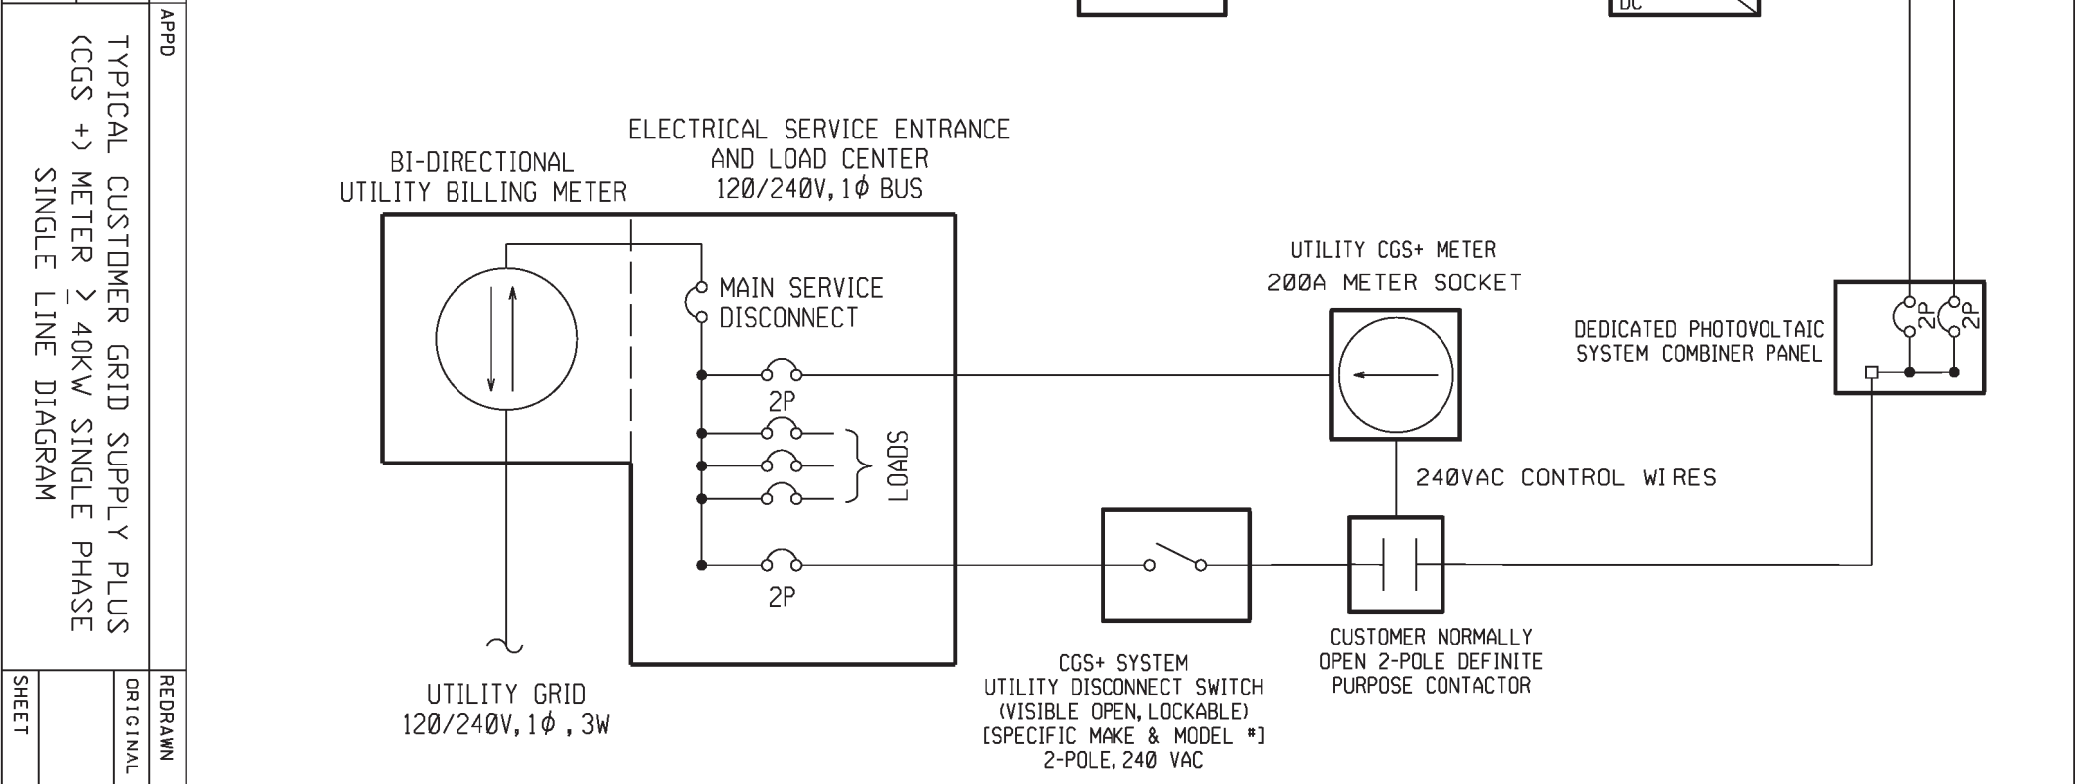 APPD
TYPICAL CUSTOMER GRID SUPPLY PLUS
(CGS +) METER > 40KW SINGLE PHASE
SINGLE LINE DIAGRAM
REDRAWN
ORIGINAL
SHEET
DC
ELECTRICAL SERVICE ENTRANCE
AND LOAD CENTER
120/240V, 1ϕ BUS
BI-DIRECTIONAL
UTILITY BILLING METER
MAIN SERVICE
DISCONNECT
2P
LOADS
2P
UTILITY GRID
120/240V, 1ϕ , 3W
UTILITY CGS+ METER
200A METER SOCKET
DEDICATED PHOTOVOLTAIC
SYSTEM COMBINER PANEL
2P
2P
240VAC CONTROL WIRES
CGS+ SYSTEM
UTILITY DISCONNECT SWITCH
(VISIBLE OPEN, LOCKABLE)
[SPECIFIC MAKE & MODEL #]
2-POLE, 240 VAC
CUSTOMER NORMALLY
OPEN 2-POLE DEFINITE
PURPOSE CONTACTOR